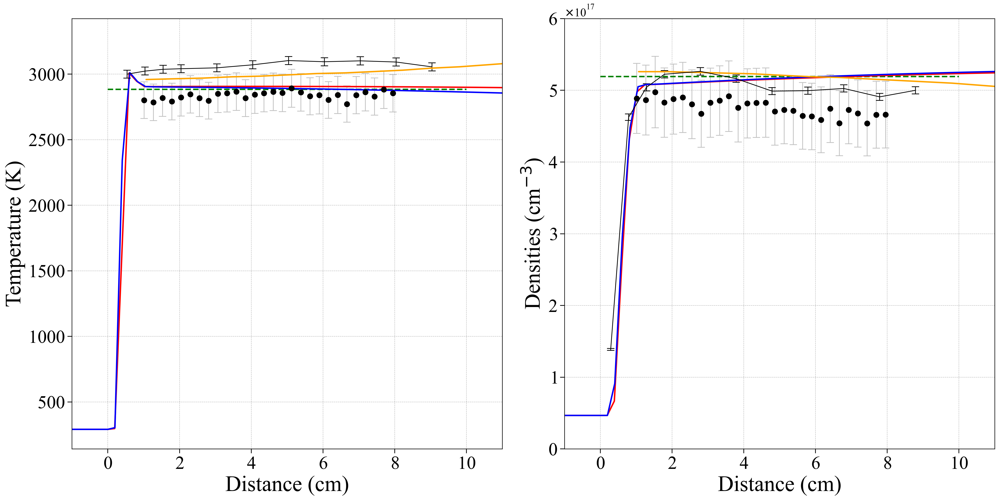 Temperature (K)
3000
2500
2000
1500
1000
500
0 2 4 6 8 10
Distance (cm)
×10¹⁷
Densities (cm⁻³)
6
5
4
3
2
1
0
0 2 4 6 8 10
Distance (cm)